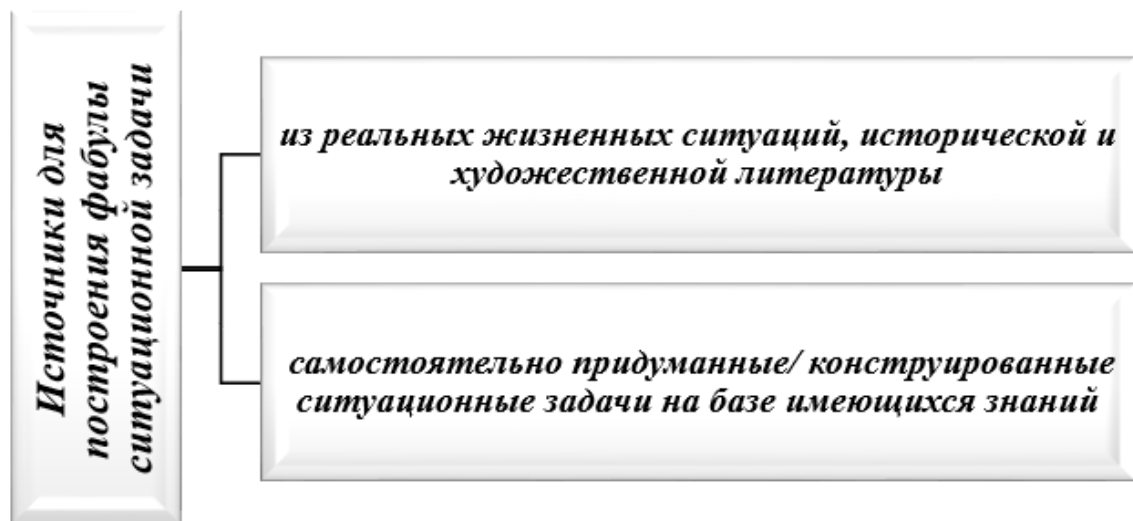 Источники для
построения фабулы
ситуационной задачи
из реальных жизненных ситуаций, исторической и
художественной литературы
самостоятельно придуманные/ конструированные
ситуационные задачи на базе имеющихся знаний